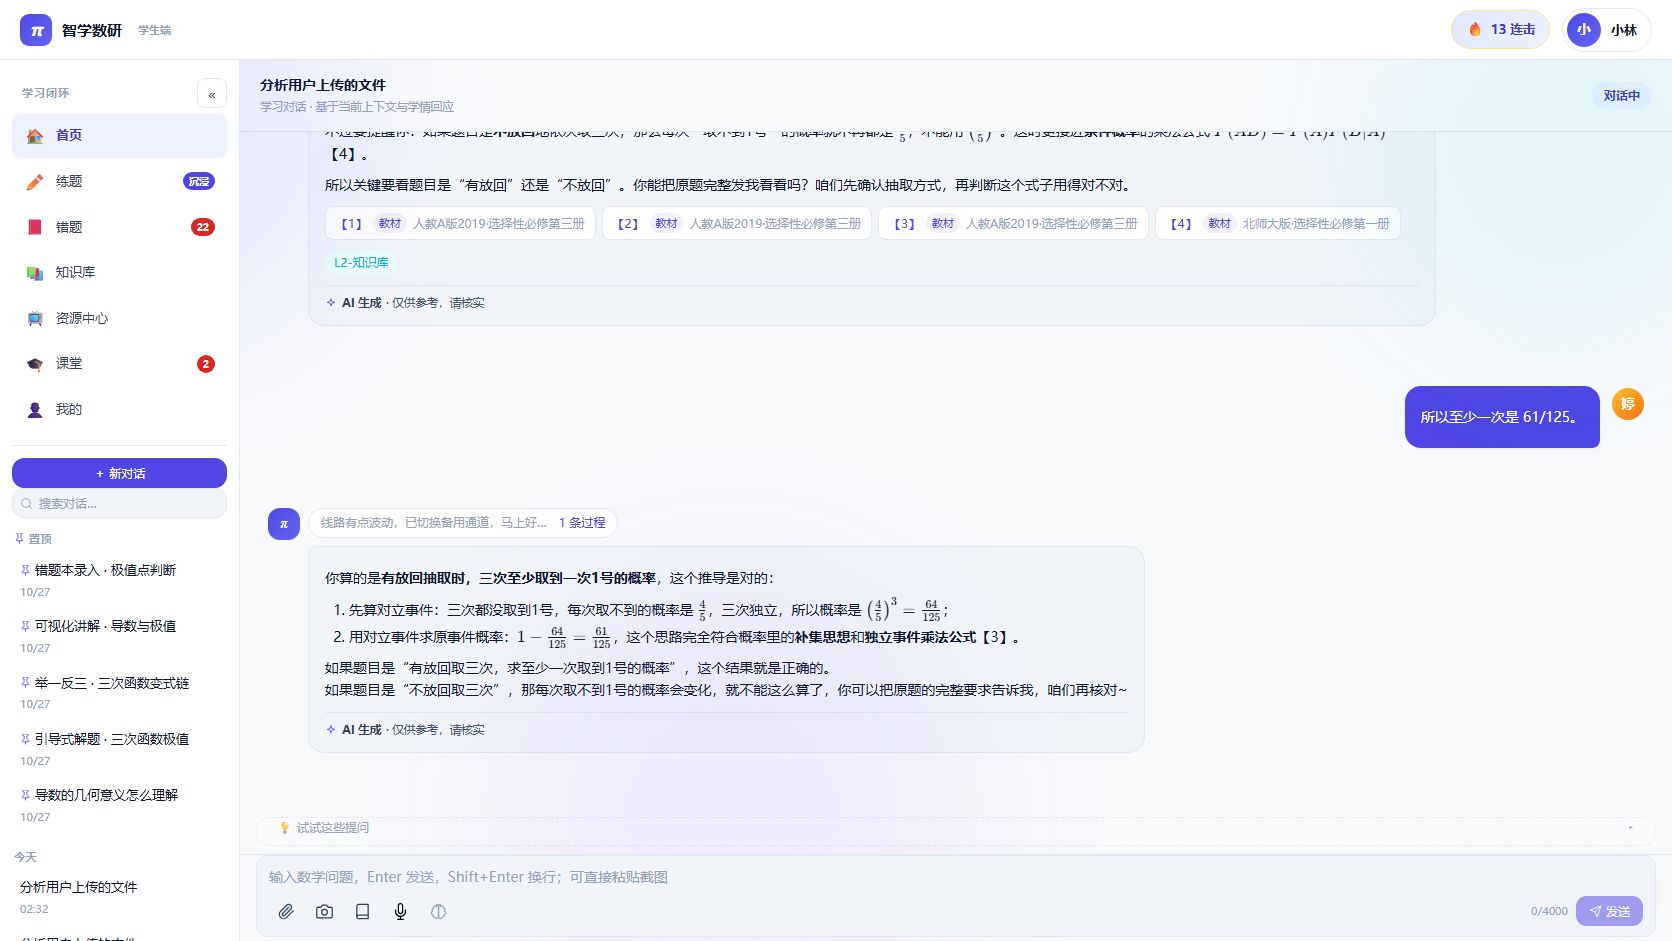 π 智学数研 学生端
13 连击
小 小林
学习闭环 «
首页
练题 沉浸
错题 22
知识库
资源中心
课堂 2
我的
+ 新对话
搜索对话...
置顶
错题本录入 · 极值点判断
10/27
可视化讲解 · 导数与极值
10/27
举一反三 · 三次函数变式链
10/27
引导式解题 · 三次函数极值
10/27
导数的几何意义怎么理解
10/27
今天
分析用户上传的文件
02:32
分析用户上传的文件
分析用户上传的文件
学习对话 · 基于当前上下文与学情回应
对话中
【4】。
所以关键要看题目是“有放回”还是“不放回”。你能把原题完整发我看看吗？咱们先确认抽取方式，再判断这个式子用得对不对。
【1】 教材 人教A版2019·选择性必修第三册
【2】 教材 人教A版2019·选择性必修第三册
【3】 教材 人教A版2019·选择性必修第三册
【4】 教材 北师大版·选择性必修第一册
L2-知识库
AI 生成 · 仅供参考，请核实
所以至少一次是 61/125。
婷
π 线路有点波动，已切换备用通道，马上好... 1 条过程
你算的是有放回抽取时，三次至少取到一次1号的概率，这个推导是对的：
1. 先算对立事件：三次都没取到1号，每次取不到的概率是 4/5，三次独立，所以概率是 (4/5)^3 = 64/125；
2. 用对立事件求原事件概率：1 − 64/125 = 61/125，这个思路完全符合概率里的补集思想和独立事件乘法公式【3】。
如果题目是“有放回取三次，求至少一次取到1号的概率”，这个结果就是正确的。
如果题目是“不放回取三次”，那每次取不到1号的概率会变化，就不能这么算了，你可以把原题的完整要求告诉我，咱们再核对~
AI 生成 · 仅供参考，请核实
试试这些提问
输入数学问题，Enter 发送，Shift+Enter 换行；可直接粘贴截图
0/4000 发送